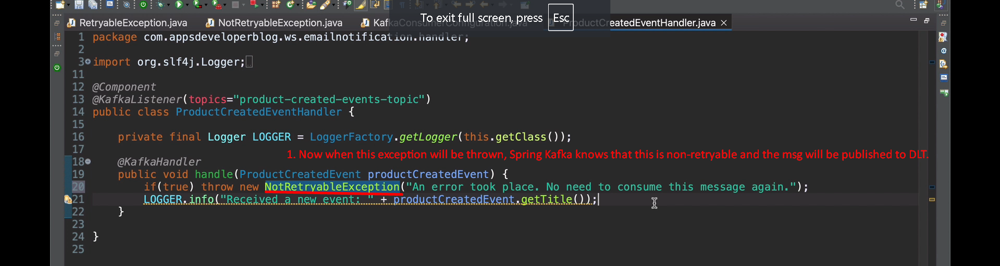 To exit full screen, press Esc
RetryableException.java NotRetryableException.java KafkaConsumerConfiguration.java ProductCreatedEventHandler.java
1 package com.appsdeveloperblog.ws.emailnotification.handler;
2
3 import org.slf4j.Logger;
11
12 @Component
13 @KafkaListener(topics="product-created-events-topic")
14 public class ProductCreatedEventHandler {
15
16 private final Logger LOGGER = LoggerFactory.getLogger(this.getClass());
17
1. Now when this exception will be thrown, Spring Kafka knows that this is non-retryable and the msg will be published to DLT.
18 @KafkaHandler
19 public void handle(ProductCreatedEvent productCreatedEvent) {
20 if(true) throw new NotRetryableException("An error took place. No need to consume this message again.");
21 LOGGER.info("Received a new event: " + productCreatedEvent.getTitle());
22 }
23
24 }
25